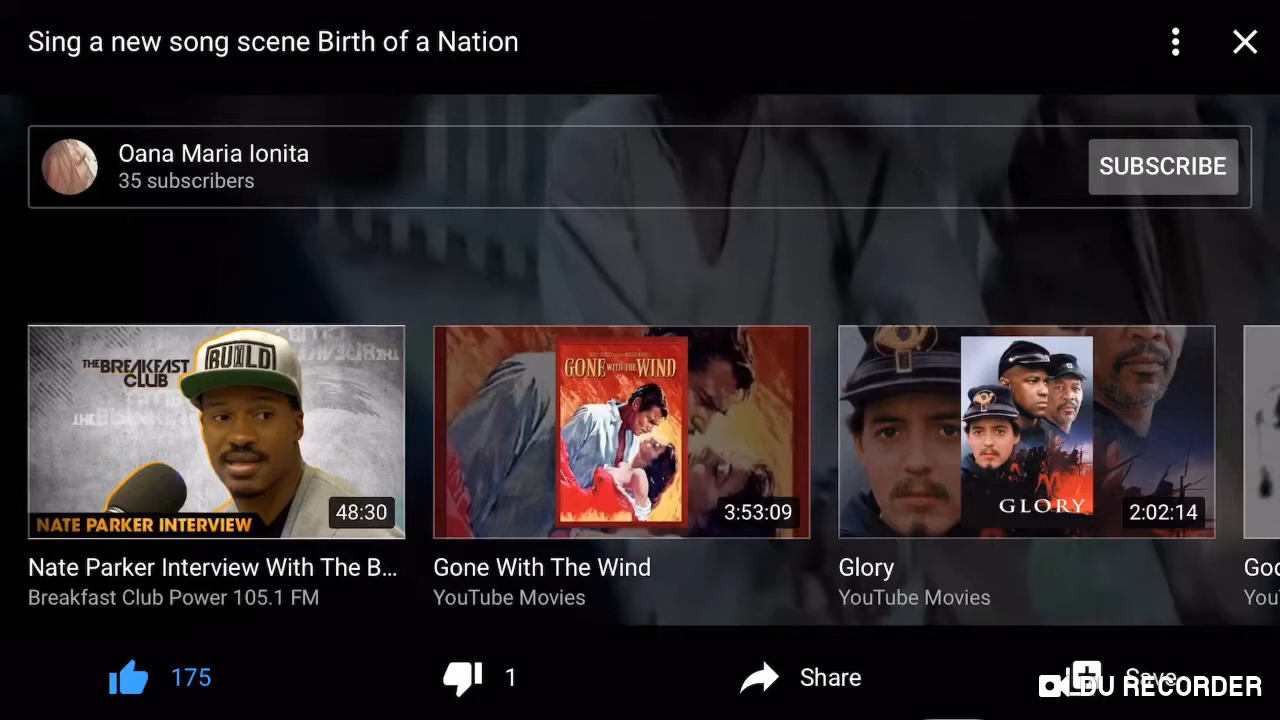 Sing a new song scene Birth of a Nation
Oana Maria Ionita
35 subscribers
SUBSCRIBE
THE BREAKFAST
CLUB
BUILD
NATE PARKER INTERVIEW
48:30
GONE WITH THE WIND
3:53:09
GLORY
2:02:14
Nate Parker Interview With The B...
Breakfast Club Power 105.1 FM
Gone With The Wind
YouTube Movies
Glory
YouTube Movies
Goo
You
175
1
Share
Save
DU RECORDER